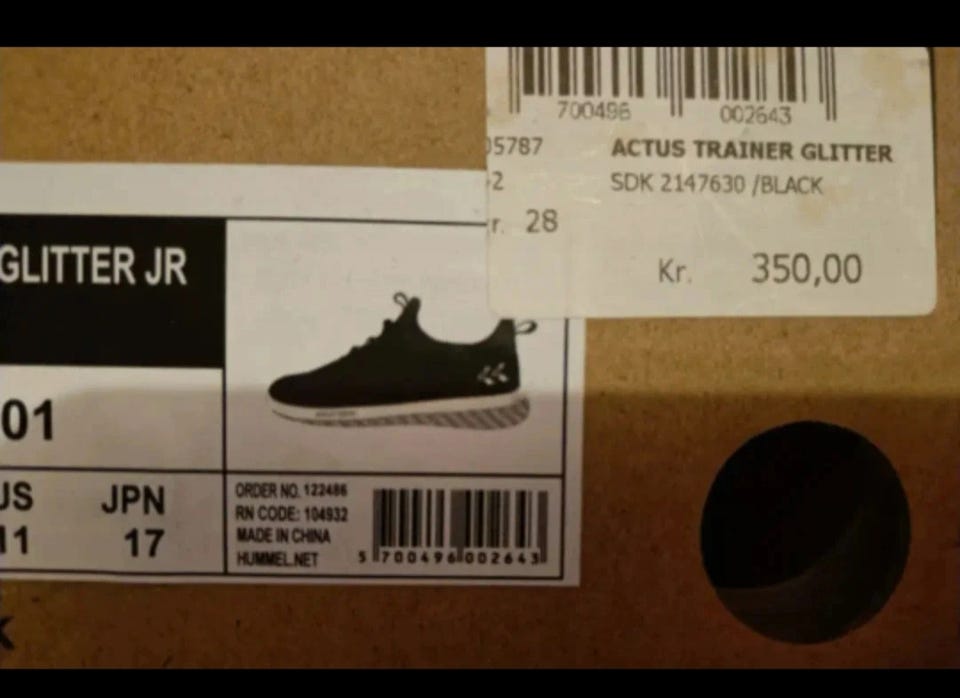 700496 002643
05787 ACTUS TRAINER GLITTER
-2 SDK 2147630 /BLACK
r. 28
Kr. 350,00
GLITTER JR
01
US JPN
11 17
ORDER NO. 122486
RN CODE: 104932
MADE IN CHINA
HUMMEL.NET
5 700496 002643
K